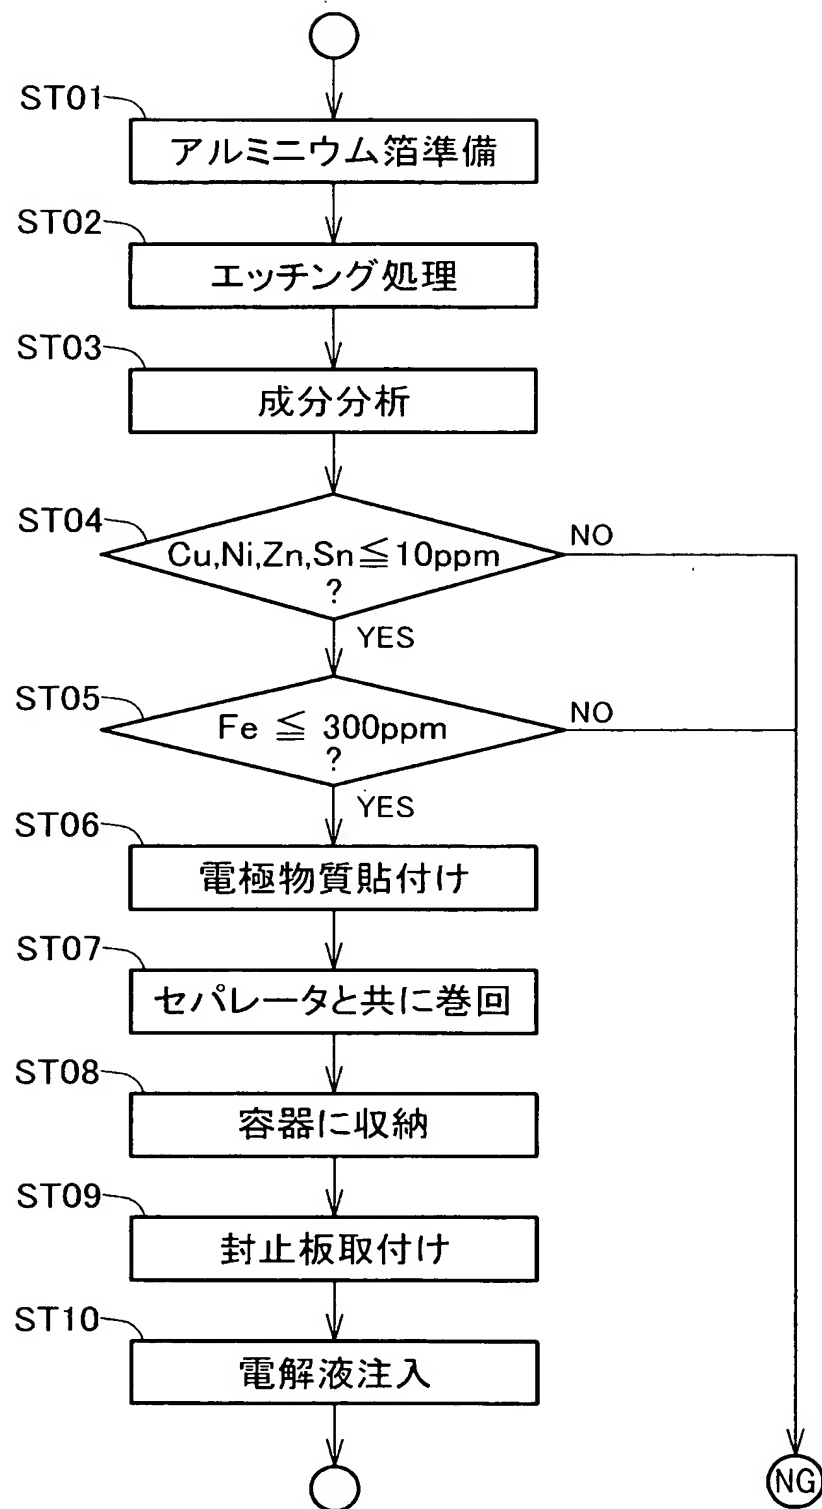 ST01
アルミニウム箔準備
ST02
エッチング処理
ST03
成分分析
ST04
Cu,Ni,Zn,Sn≦10ppm
?
NO
YES
ST05
Fe ≦ 300ppm
?
NO
YES
ST06
電極物質貼付け
ST07
セパレータと共に巻回
ST08
容器に収納
ST09
封止板取付け
ST10
電解液注入
NG